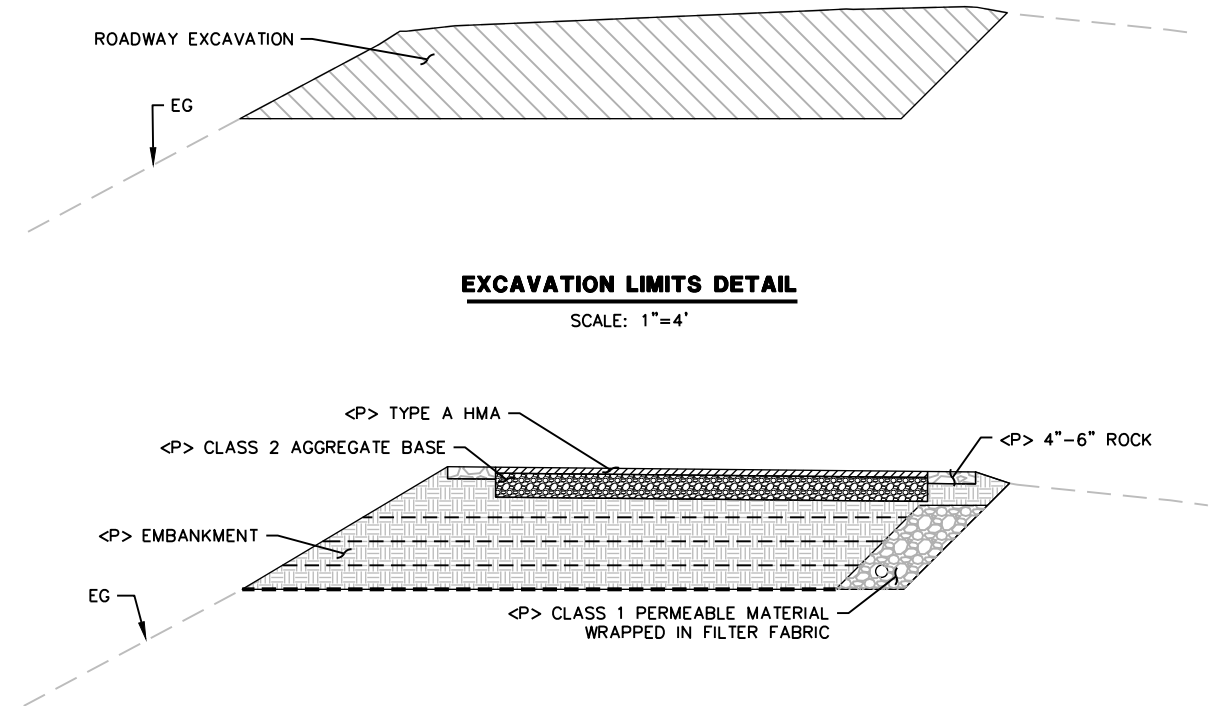 ROADWAY EXCAVATION
EG
EXCAVATION LIMITS DETAIL
SCALE: 1"=4'
<P> TYPE A HMA
<P> CLASS 2 AGGREGATE BASE
<P> 4"-6" ROCK
<P> EMBANKMENT
EG
<P> CLASS 1 PERMEABLE MATERIAL
WRAPPED IN FILTER FABRIC